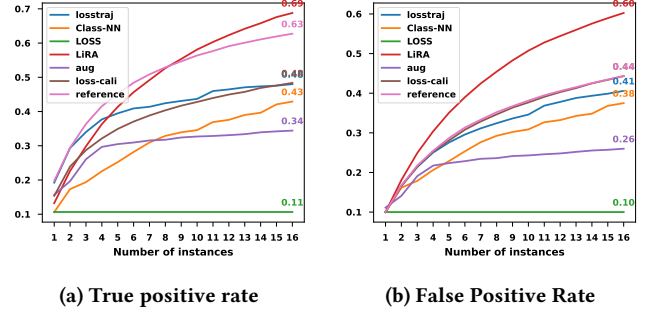 0.7
0.6
0.5
0.4
0.3
0.2
0.1
losstraj
Class-NN
LOSS
LiRA
aug
loss-cali
reference
0.69
0.63
0.48
0.43
0.34
0.11
1 2 3 4 5 6 7 8 9 10 11 12 13 14 15 16
Number of instances
(a) True positive rate
0.6
0.5
0.4
0.3
0.2
0.1
losstraj
Class-NN
LOSS
LiRA
aug
loss-cali
reference
0.60
0.44
0.41
0.38
0.26
0.10
1 2 3 4 5 6 7 8 9 10 11 12 13 14 15 16
Number of instances
(b) False Positive Rate